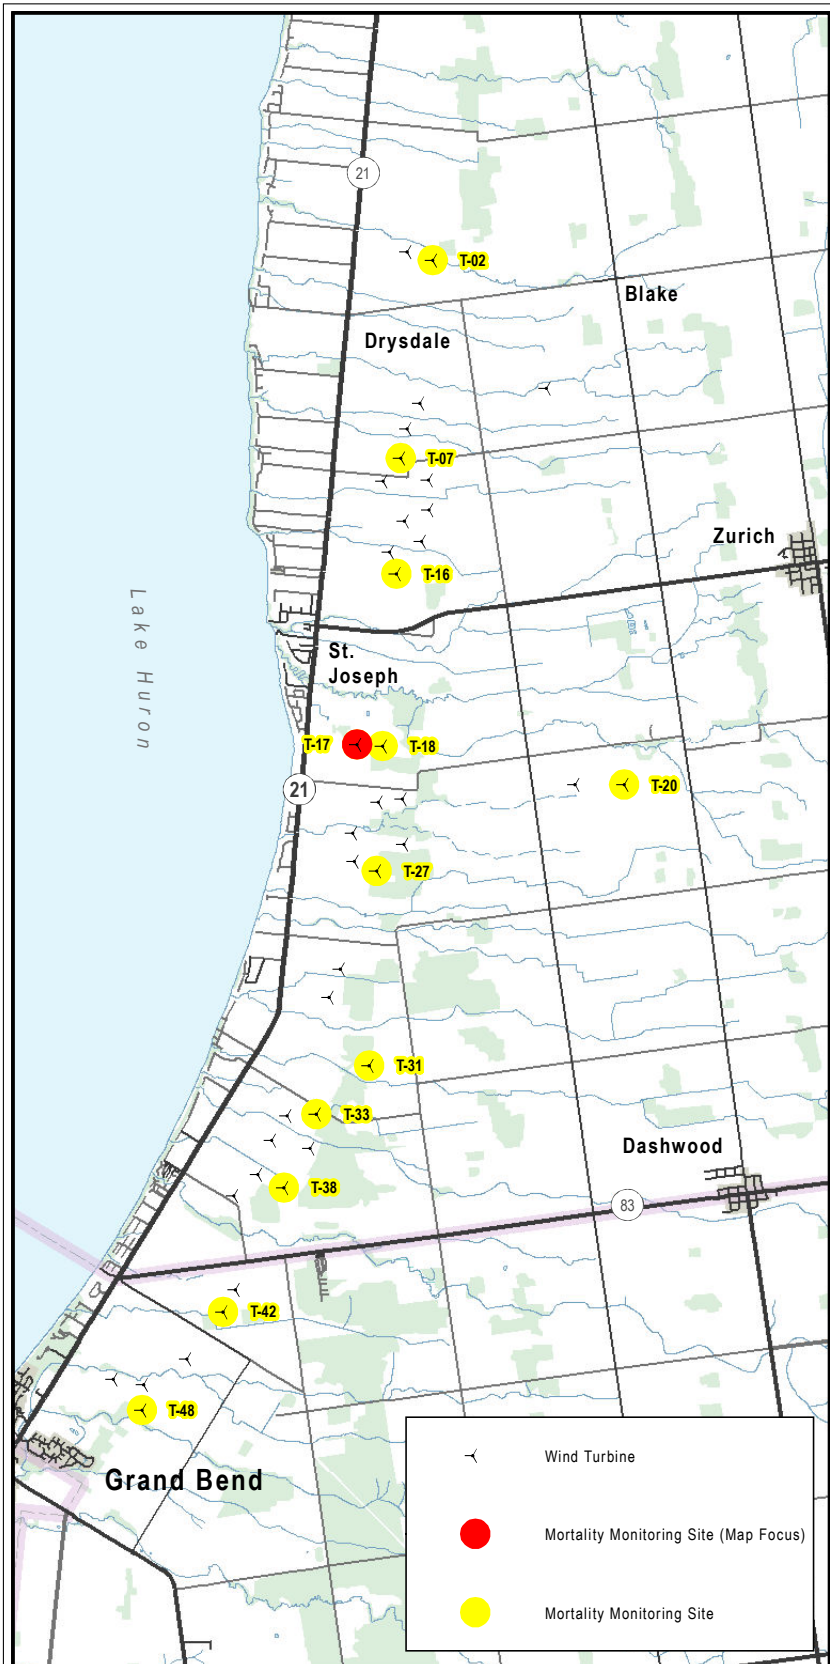 21
T-02
Blake
Drysdale
T-07
Zurich
T-16
Lake Huron
St.
Joseph
T-17
T-18
21
T-20
T-27
T-31
T-33
Dashwood
T-38
83
T-42
T-48
Grand Bend
Wind Turbine
Mortality Monitoring Site (Map Focus)
Mortality Monitoring Site